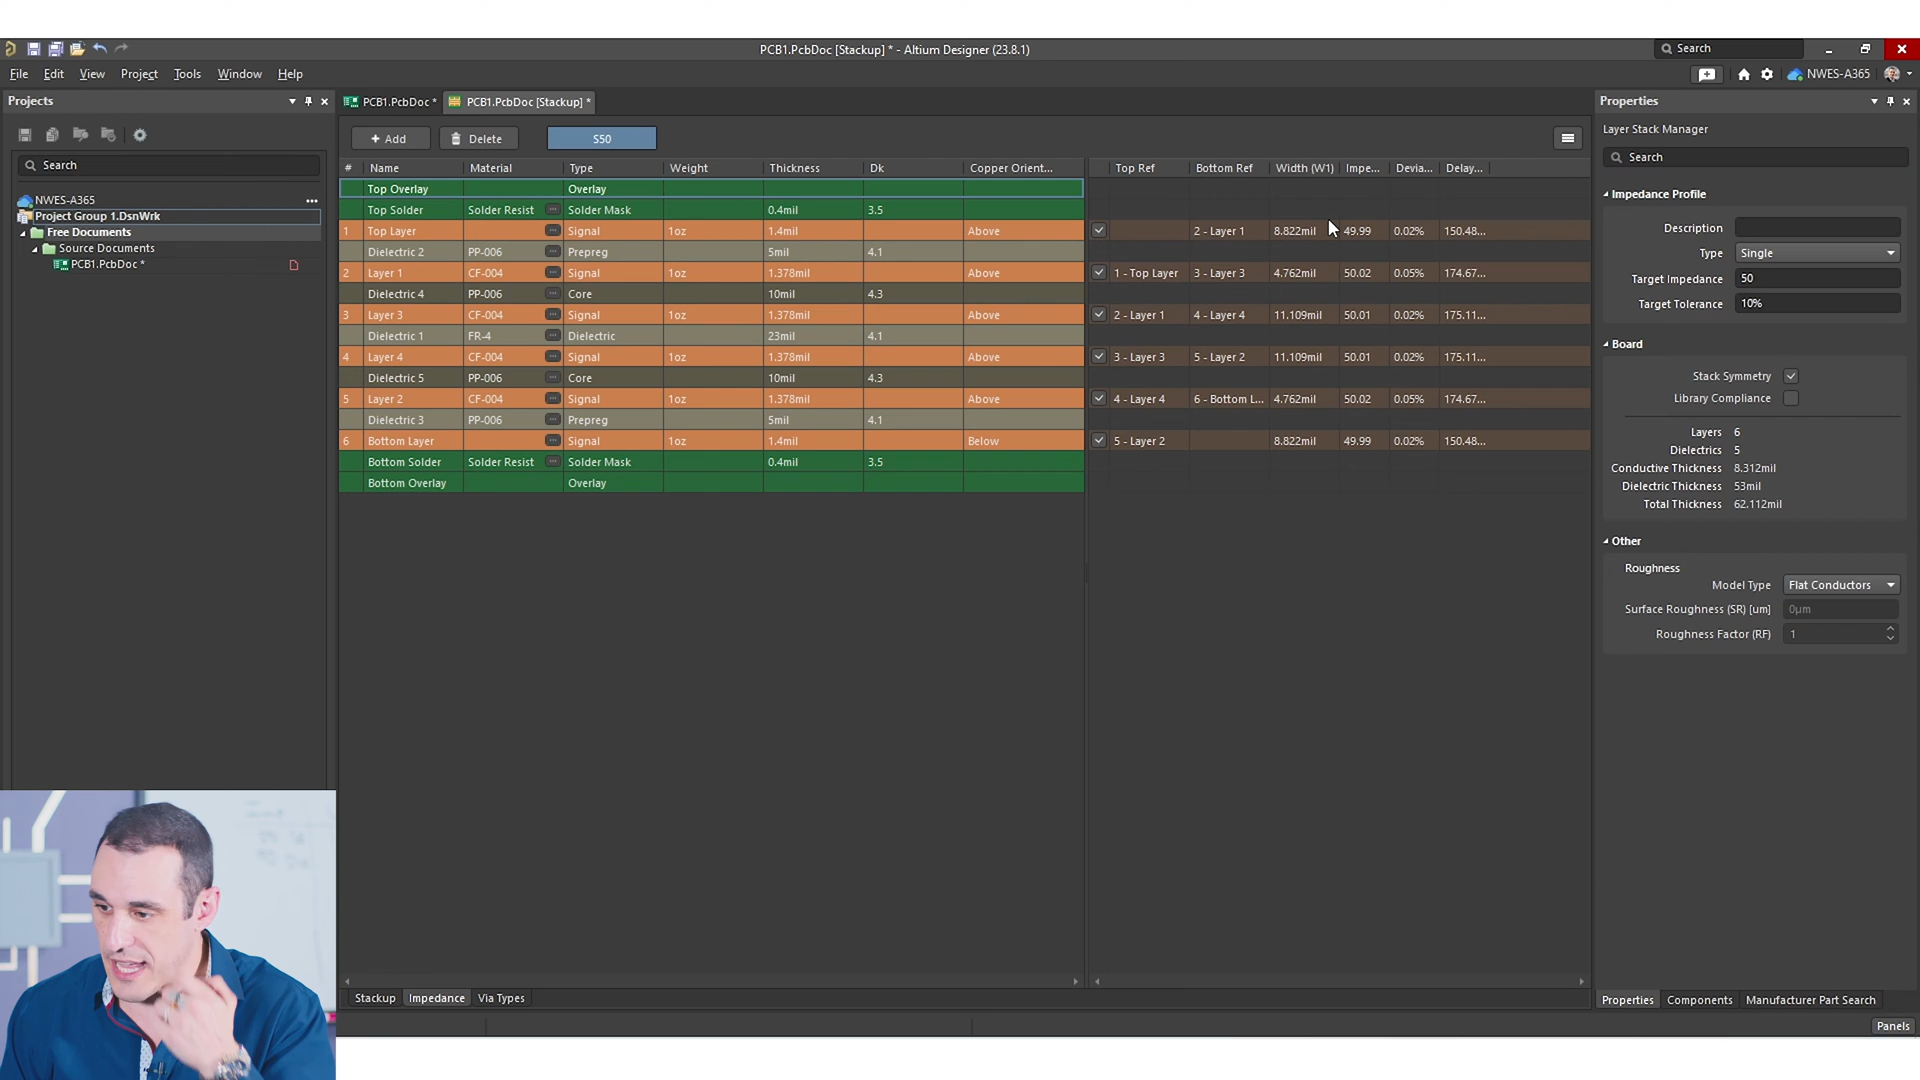 PCB1.PcbDoc [Stackup] * - Altium Designer (23.8.1)
Search
File Edit View Project Tools Window Help
NWES-A365
Projects
PCB1.PcbDoc *
PCB1.PcbDoc [Stackup] *
Properties
Search
NWES-A365
Project Group 1.DsnWrk
Free Documents
Source Documents
PCB1.PcbDoc *
+ Add
Delete
S50
# Name Material Type Weight Thickness Dk Copper Orient... Top Ref Bottom Ref Width (W1) Impe... Devia... Delay...
Top Overlay Overlay
Top Solder Solder Resist Solder Mask 0.4mil 3.5
1 Top Layer Signal 1oz 1.4mil Above 2 - Layer 1 8.822mil 49.99 0.02% 150.48...
Dielectric 2 PP-006 Prepreg 5mil 4.1
2 Layer 1 CF-004 Signal 1oz 1.378mil Above 1 - Top Layer 3 - Layer 3 4.762mil 50.02 0.05% 174.67...
Dielectric 4 PP-006 Core 10mil 4.3
3 Layer 3 CF-004 Signal 1oz 1.378mil Above 2 - Layer 1 4 - Layer 4 11.109mil 50.01 0.02% 175.11...
Dielectric 1 FR-4 Dielectric 23mil 4.1
4 Layer 4 CF-004 Signal 1oz 1.378mil Above 3 - Layer 3 5 - Layer 2 11.109mil 50.01 0.02% 175.11...
Dielectric 5 PP-006 Core 10mil 4.3
5 Layer 2 CF-004 Signal 1oz 1.378mil Above 4 - Layer 4 6 - Bottom L... 4.762mil 50.02 0.05% 174.67...
Dielectric 3 PP-006 Prepreg 5mil 4.1
6 Bottom Layer Signal 1oz 1.4mil Below 5 - Layer 2 8.822mil 49.99 0.02% 150.48...
Bottom Solder Solder Resist Solder Mask 0.4mil 3.5
Bottom Overlay Overlay
Stackup Impedance Via Types
Layer Stack Manager
Search
Impedance Profile
Description
Type Single
Target Impedance 50
Target Tolerance 10%
Board
Stack Symmetry
Library Compliance
Layers 6
Dielectrics 5
Conductive Thickness 8.312mil
Dielectric Thickness 53mil
Total Thickness 62.112mil
Other
Roughness
Model Type Flat Conductors
Surface Roughness (SR) [um] 0µm
Roughness Factor (RF) 1
Properties Components Manufacturer Part Search
Panels